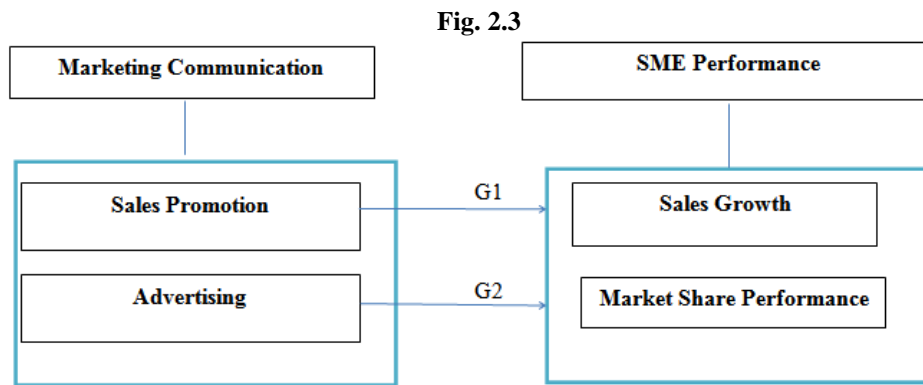 Fig. 2.3
Marketing Communication
SME Performance
Sales Promotion
G1
Sales Growth
Advertising
G2
Market Share Performance